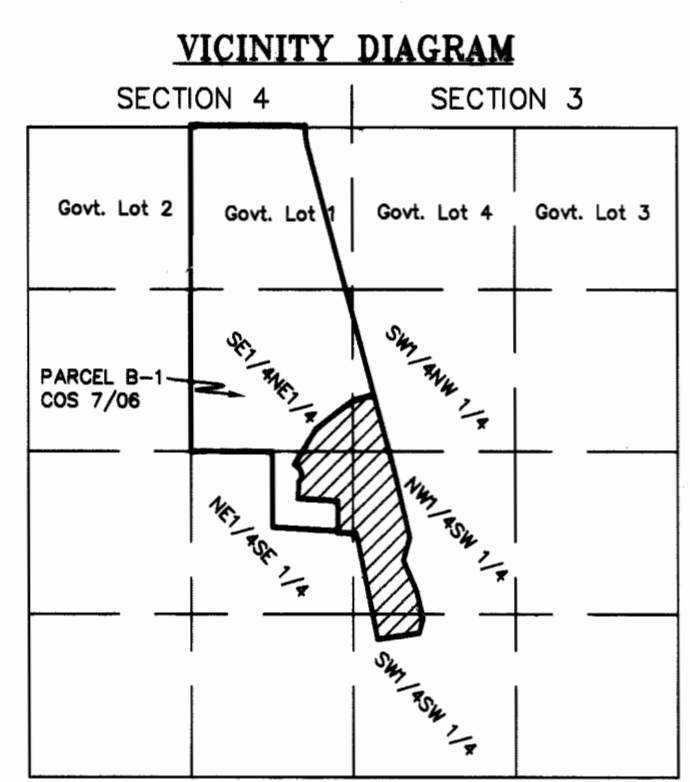 VICINITY DIAGRAM
SECTION 4
SECTION 3
Govt. Lot 2
Govt. Lot 1
Govt. Lot 4
Govt. Lot 3
SE1/4NE1/4
SW1/4NW 1/4
PARCEL B-1
COS 7/06
NE1/4SE 1/4
NW1/4SW 1/4
SW1/4SW 1/4